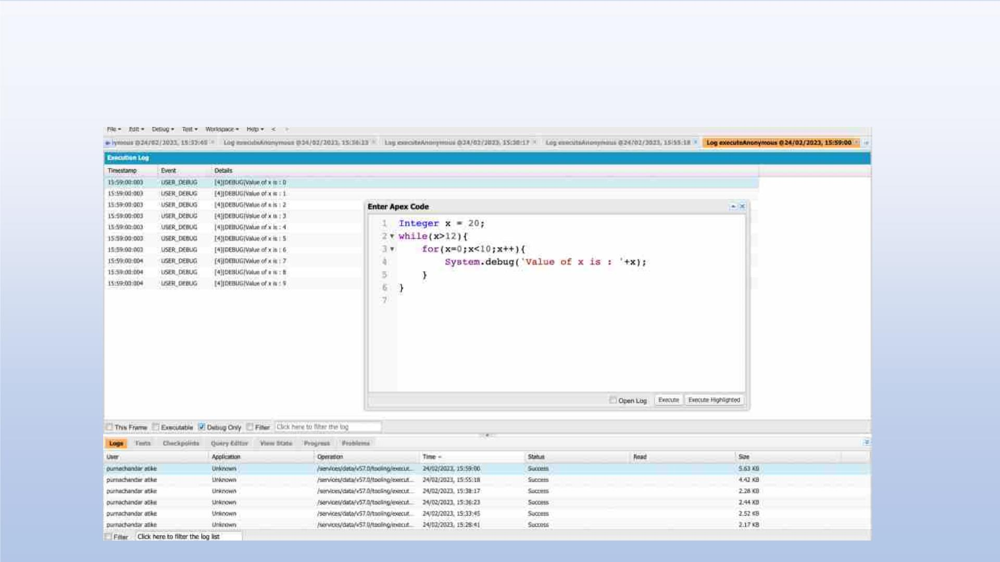 File Edit Debug Test Workspace Help < >
lymous @24/02/2023, 15:33:45 Log executeAnonymous @24/02/2023, 15:36:23 Log executeAnonymous @24/02/2023, 15:38:17 Log executeAnonymous @24/02/2023, 15:55:18 Log executeAnonymous @24/02/2023, 15:59:00
Execution Log
Timestamp Event Details
15:59:00:003 USER_DEBUG [4]|DEBUG|Value of x is : 0
15:59:00:003 USER_DEBUG [4]|DEBUG|Value of x is : 1
15:59:00:003 USER_DEBUG [4]|DEBUG|Value of x is : 2
15:59:00:003 USER_DEBUG [4]|DEBUG|Value of x is : 3
15:59:00:003 USER_DEBUG [4]|DEBUG|Value of x is : 4
15:59:00:003 USER_DEBUG [4]|DEBUG|Value of x is : 5
15:59:00:003 USER_DEBUG [4]|DEBUG|Value of x is : 6
15:59:00:004 USER_DEBUG [4]|DEBUG|Value of x is : 7
15:59:00:004 USER_DEBUG [4]|DEBUG|Value of x is : 8
15:59:00:004 USER_DEBUG [4]|DEBUG|Value of x is : 9
Enter Apex Code
1 Integer x = 20;
2 while(x>12){
3 for(x=0;x<10;x++){
4 System.debug('Value of x is : '+x);
5 }
6 }
7
Open Log Execute Execute Highlighted
This Frame Executable Debug Only Filter Click here to filter the log
Logs Tests Checkpoints Query Editor View State Progress Problems
User Application Operation Time Status Read Size
purnachandar atike Unknown /services/data/v57.0/tooling/execut... 24/02/2023, 15:59:00 Success 5.63 KB
purnachandar atike Unknown /services/data/v57.0/tooling/execut... 24/02/2023, 15:55:18 Success 4.42 KB
purnachandar atike Unknown /services/data/v57.0/tooling/execut... 24/02/2023, 15:38:17 Success 2.28 KB
purnachandar atike Unknown /services/data/v57.0/tooling/execut... 24/02/2023, 15:36:23 Success 2.44 KB
purnachandar atike Unknown /services/data/v57.0/tooling/execut... 24/02/2023, 15:33:45 Success 2.52 KB
purnachandar atike Unknown /services/data/v57.0/tooling/execut... 24/02/2023, 15:28:41 Success 2.17 KB
Filter Click here to filter the log list